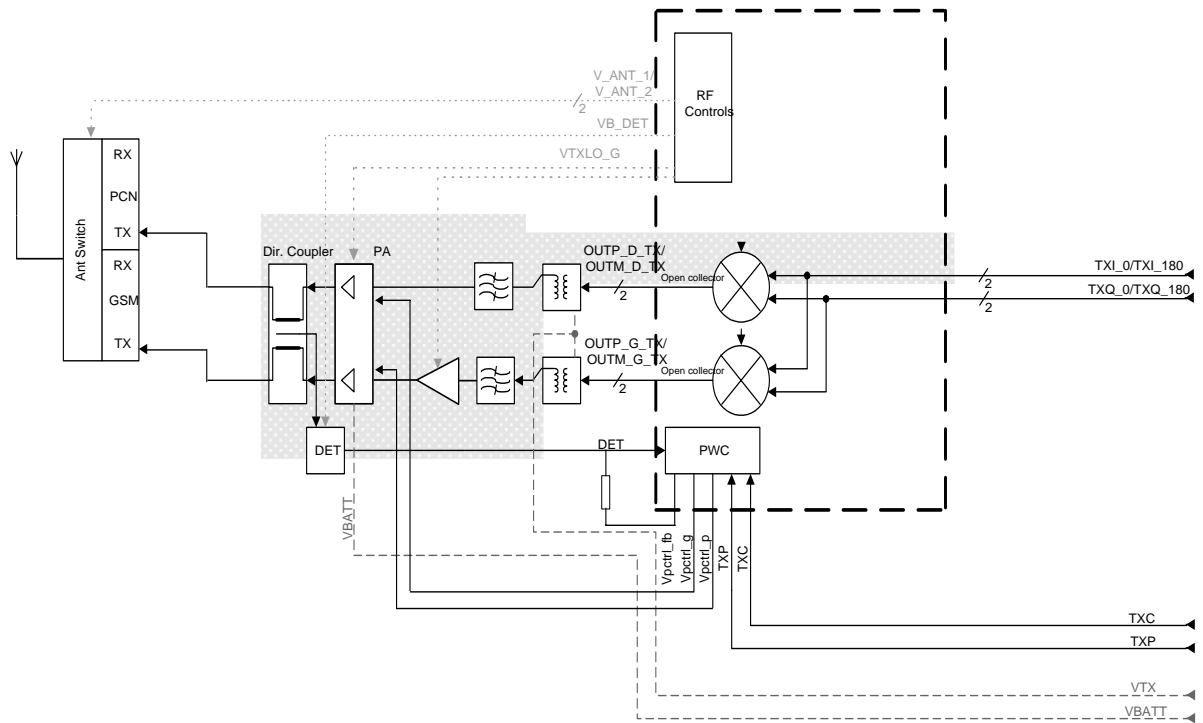 V_ANT_1/
V_ANT_2
2
VB_DET
VTXLO_G
RF
Controls
RX
PCN
TX
RX
GSM
TX
Ant Switch
Dir. Coupler
PA
OUTP_D_TX/
OUTM_D_TX
Open collector
2
TXI_0/TXI_180
2
TXQ_0/TXQ_180
2
OUTP_G_TX/
OUTM_G_TX
Open collector
2
DET
DET
PWC
VBATT
Vpctrl_fb
Vpctrl_g
Vpctrl_p
TXP
TXC
TXC
TXP
VTX
VBATT